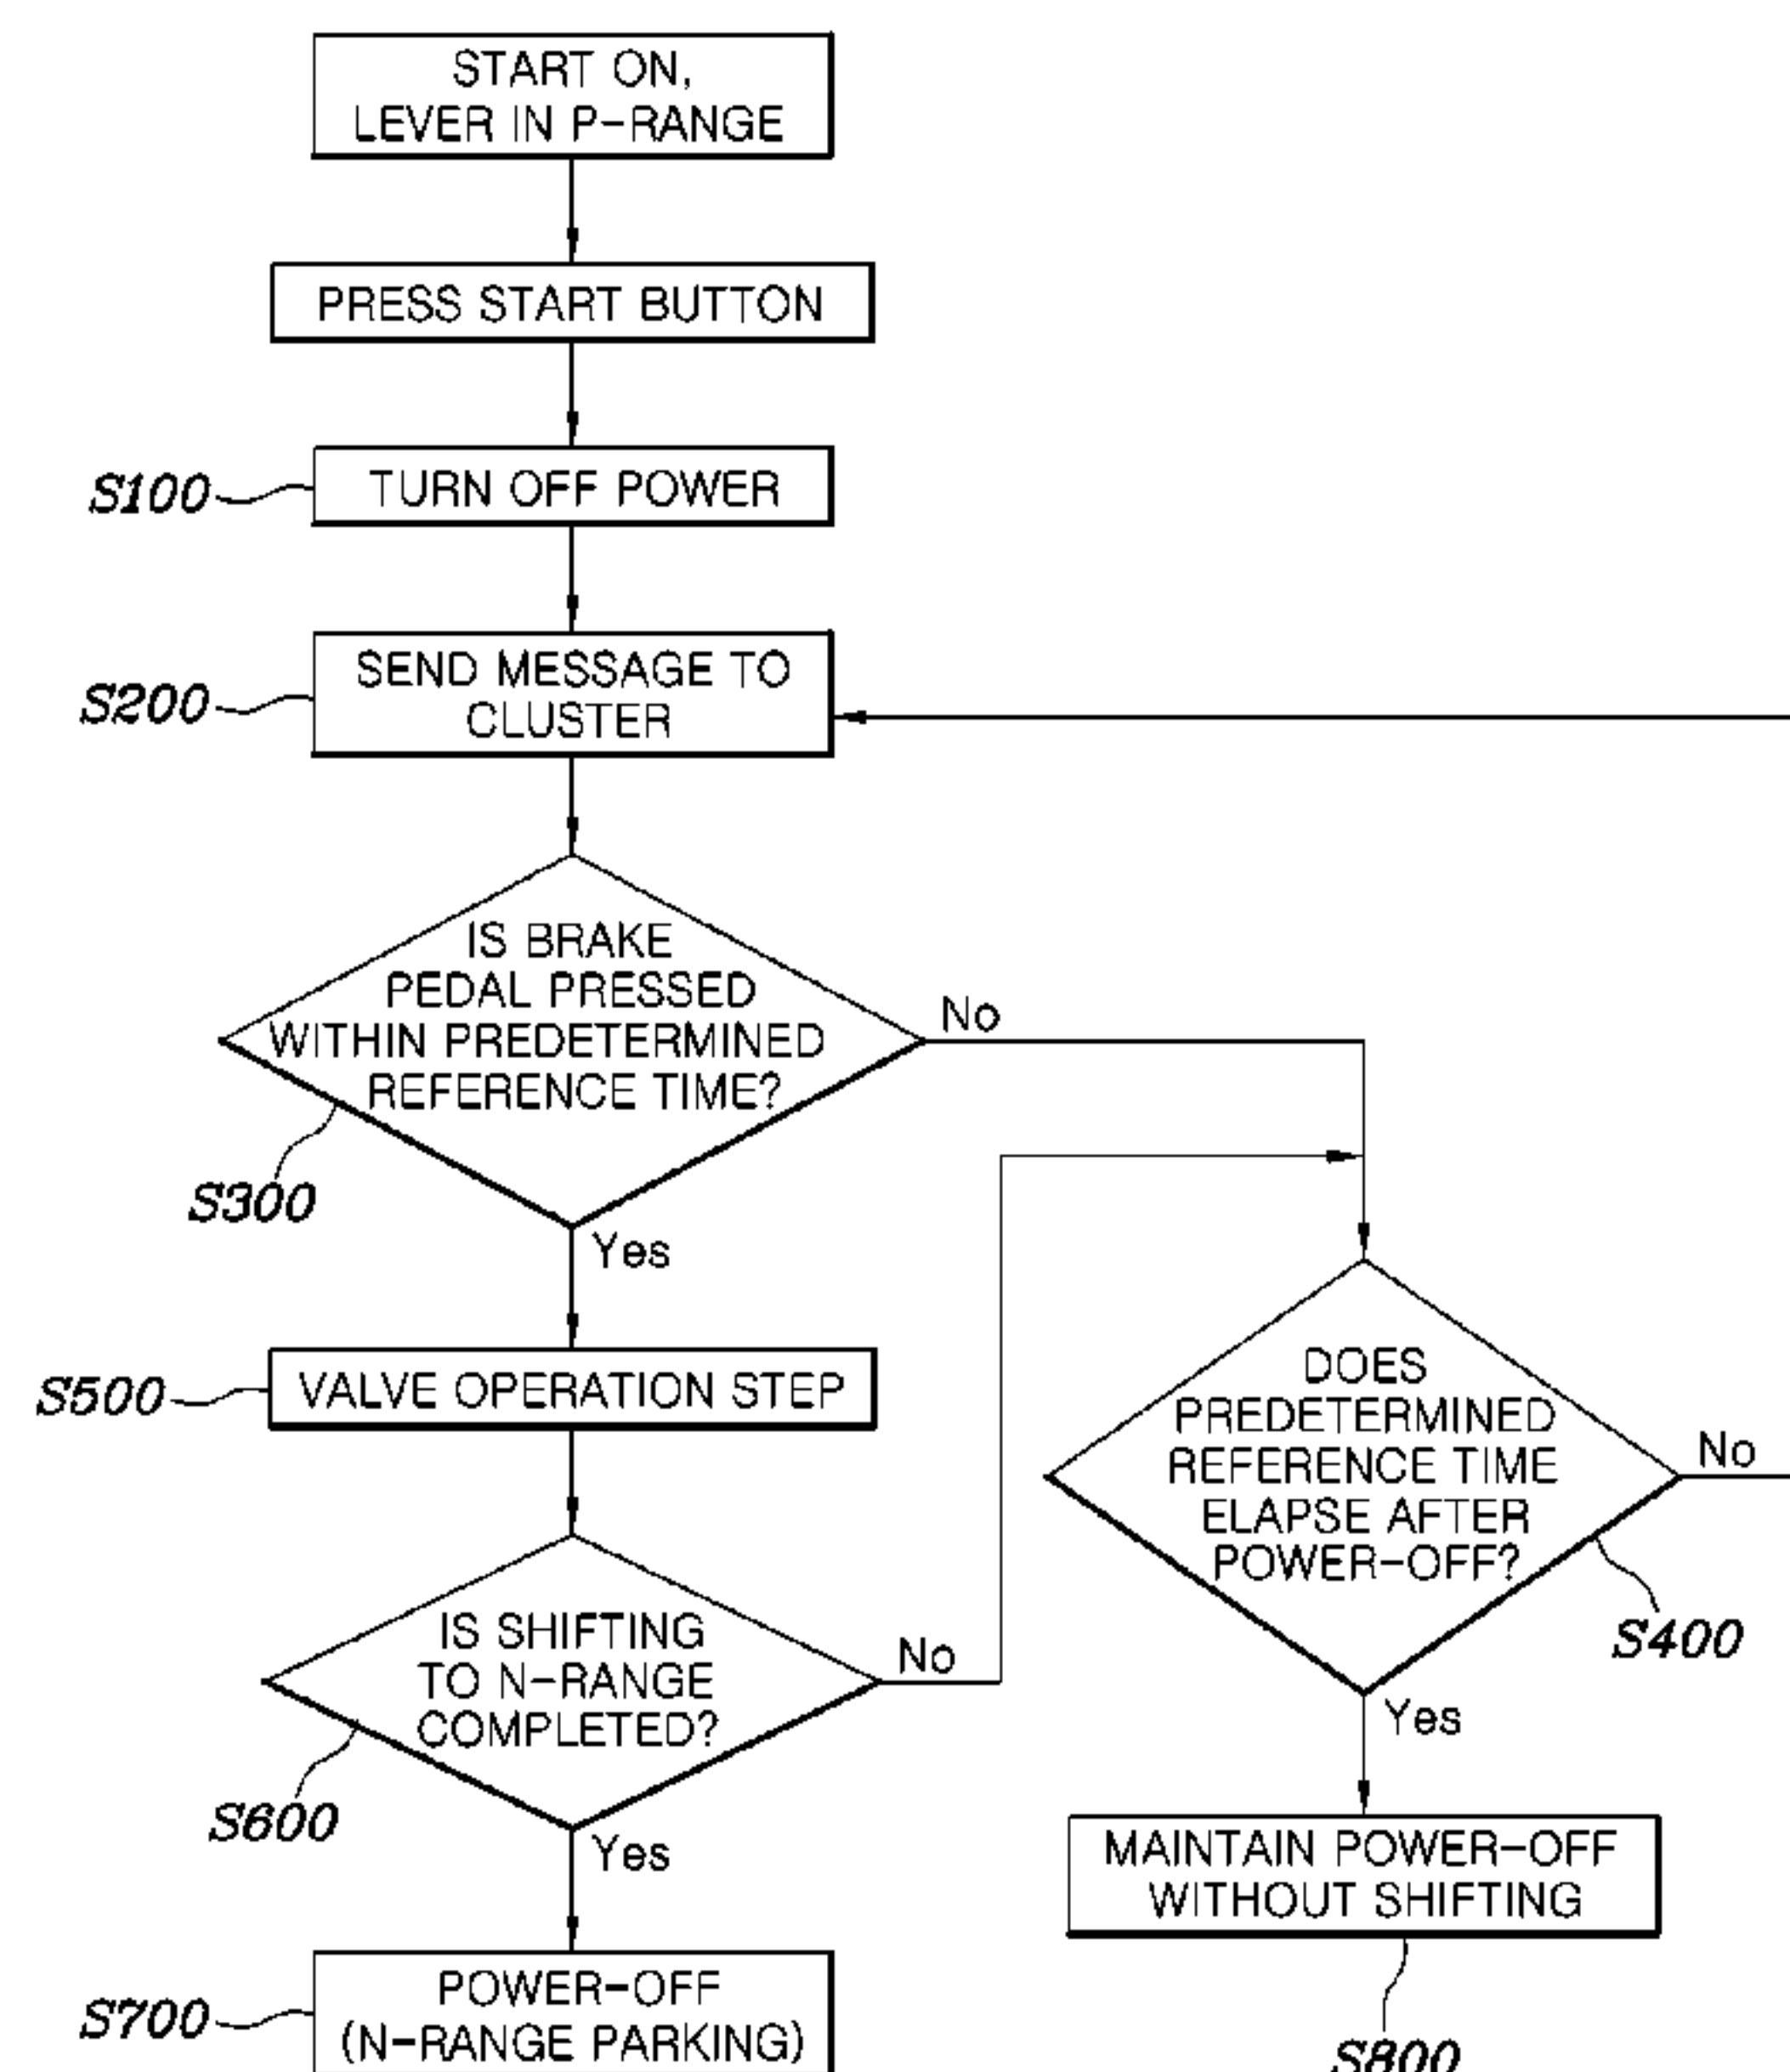 START ON,
LEVER IN P-RANGE
PRESS START BUTTON
S100
TURN OFF POWER
S200
SEND MESSAGE TO
CLUSTER
IS BRAKE
PEDAL PRESSED
WITHIN PREDETERMINED
REFERENCE TIME?
No
S300
Yes
S500
VALVE OPERATION STEP
DOES
PREDETERMINED
REFERENCE TIME
ELAPSE AFTER
POWER-OFF?
No
S400
Yes
IS SHIFTING
TO N-RANGE
COMPLETED?
No
S600
Yes
MAINTAIN POWER-OFF
WITHOUT SHIFTING
S800
S700
POWER-OFF
(N-RANGE PARKING)